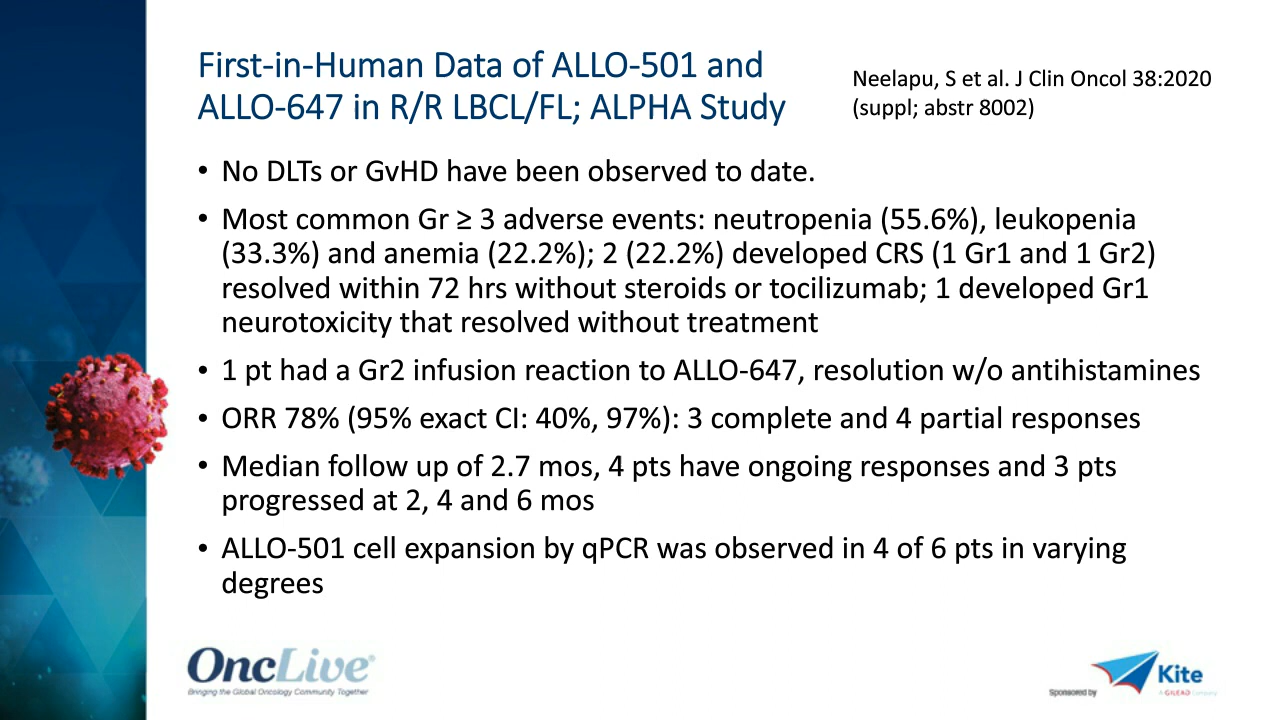 First-in-Human Data of ALLO-501 and
ALLO-647 in R/R LBCL/FL; ALPHA Study
Neelapu, S et al. J Clin Oncol 38:2020
(suppl; abstr 8002)
• No DLTs or GvHD have been observed to date.
• Most common Gr ≥ 3 adverse events: neutropenia (55.6%), leukopenia
(33.3%) and anemia (22.2%); 2 (22.2%) developed CRS (1 Gr1 and 1 Gr2)
resolved within 72 hrs without steroids or tocilizumab; 1 developed Gr1
neurotoxicity that resolved without treatment
• 1 pt had a Gr2 infusion reaction to ALLO-647, resolution w/o antihistamines
• ORR 78% (95% exact CI: 40%, 97%): 3 complete and 4 partial responses
• Median follow up of 2.7 mos, 4 pts have ongoing responses and 3 pts
progressed at 2, 4 and 6 mos
• ALLO-501 cell expansion by qPCR was observed in 4 of 6 pts in varying
degrees
OncLive®
Bringing the Global Oncology Community Together
Sponsored by
Kite
A GILEAD Company